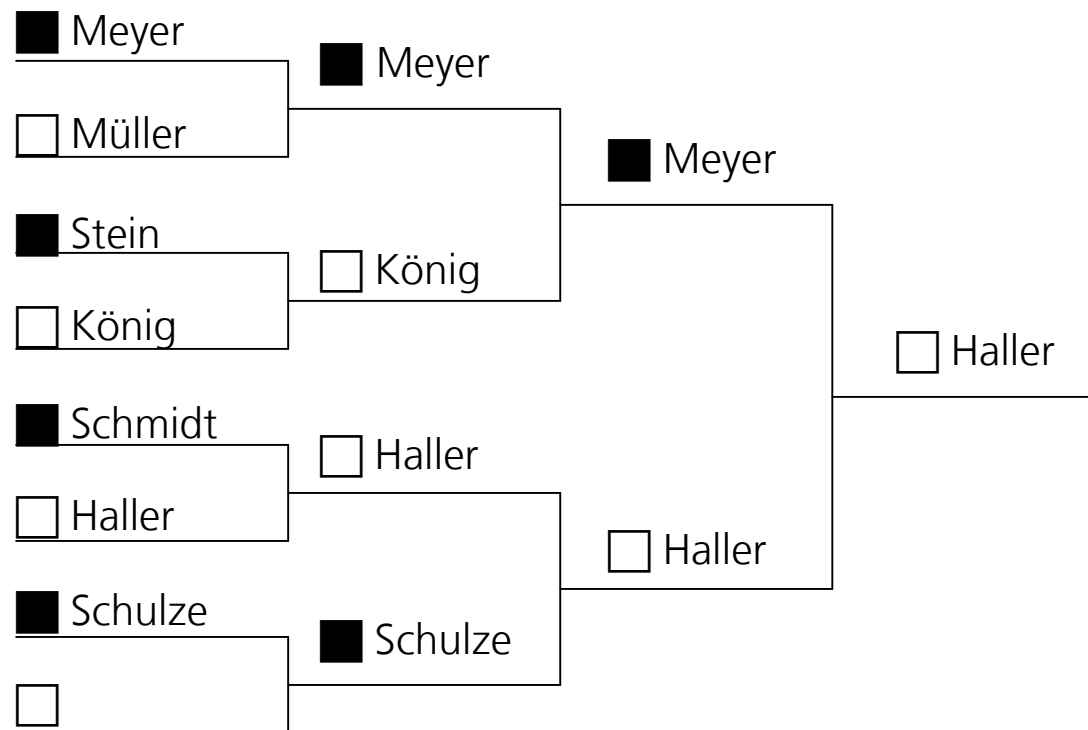 Meyer
Müller
Stein
König
Schmidt
Haller
Schulze
Meyer
König
Haller
Schulze
Meyer
Haller
Haller